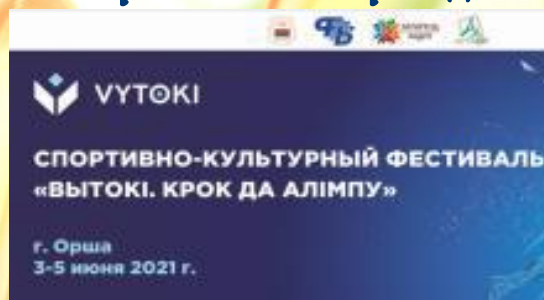 VYTOKI
СПОРТИВНО-КУЛЬТУРНЫЙ ФЕСТИВАЛЬ
«ВЫТОКІ. КРОК ДА АЛІМПУ»
г. Орша
3-5 июня 2021 г.